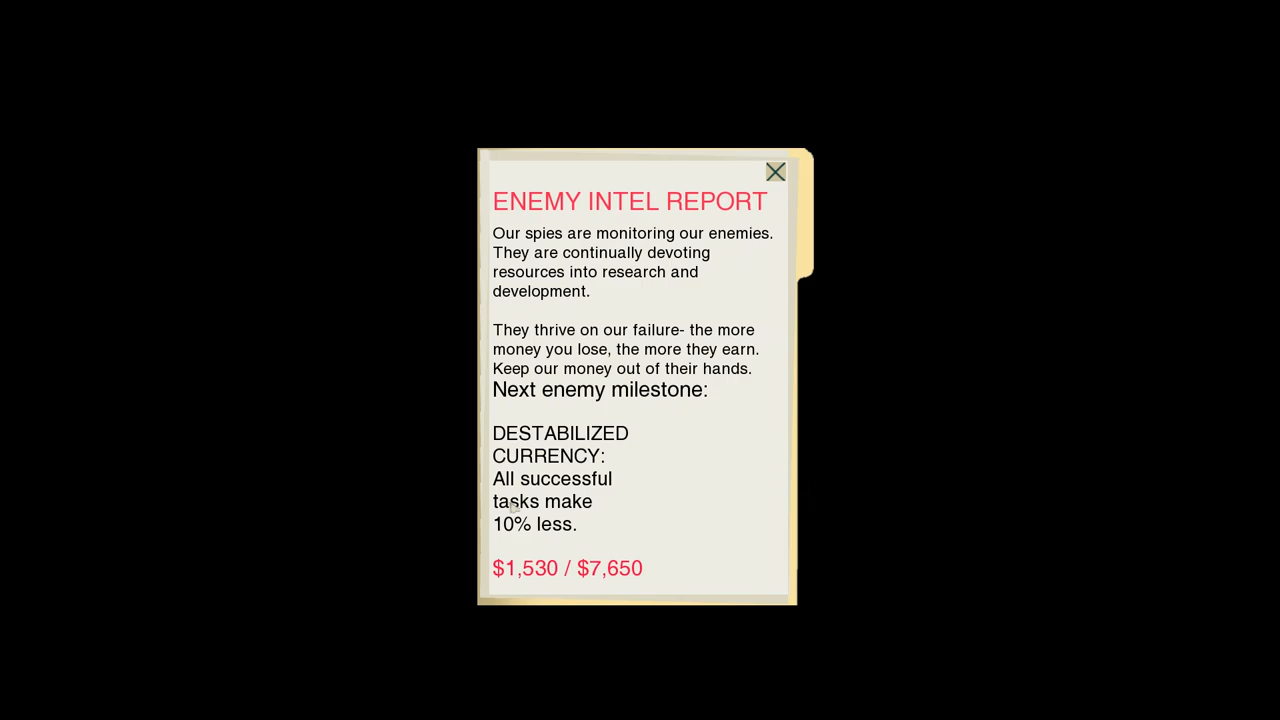 ENEMY INTEL REPORT
Our spies are monitoring our enemies.
They are continually devoting
resources into research and
development.
They thrive on our failure- the more
money you lose, the more they earn.
Keep our money out of their hands.
Next enemy milestone:
DESTABILIZED
CURRENCY:
All successful
tasks make
10% less.
$1,530 / $7,650